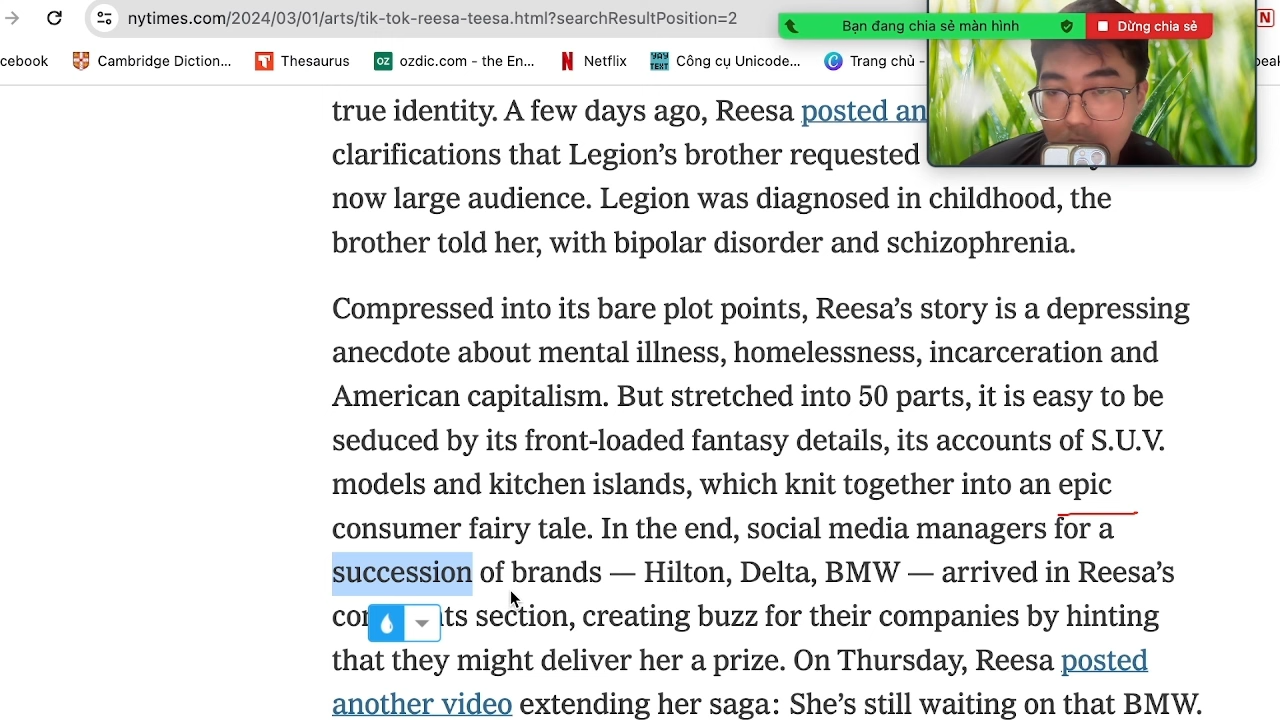 nytimes.com/2024/03/01/arts/tik-tok-reesa-teesa.html?searchResultPosition=2
Bạn đang chia sẻ màn hình
Dừng chia sẻ
cebook
Cambridge Diction...
Thesaurus
ozdic.com - the En...
Netflix
Công cụ Unicode...
Trang chủ -
true identity. A few days ago, Reesa posted an
clarifications that Legion’s brother requested
now large audience. Legion was diagnosed in childhood, the
brother told her, with bipolar disorder and schizophrenia.
Compressed into its bare plot points, Reesa’s story is a depressing
anecdote about mental illness, homelessness, incarceration and
American capitalism. But stretched into 50 parts, it is easy to be
seduced by its front-loaded fantasy details, its accounts of S.U.V.
models and kitchen islands, which knit together into an epic
consumer fairy tale. In the end, social media managers for a
succession of brands — Hilton, Delta, BMW — arrived in Reesa’s
section, creating buzz for their companies by hinting
that they might deliver her a prize. On Thursday, Reesa posted
another video extending her saga: She’s still waiting on that BMW.